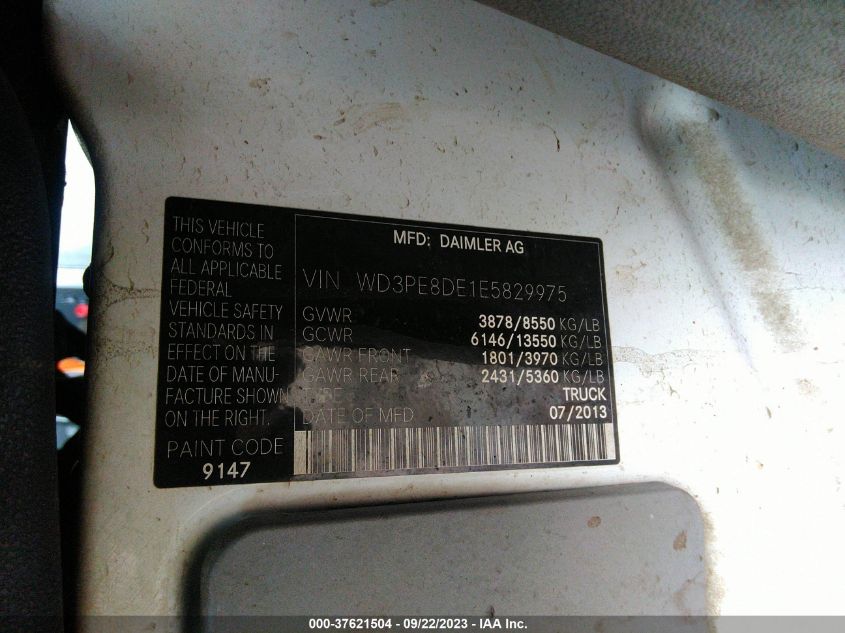 THIS VEHICLE
CONFORMS TO
ALL APPLICABLE
FEDERAL
VEHICLE SAFETY
STANDARDS IN
EFFECT ON THE
DATE OF MANU-
FACTURE SHOWN
ON THE RIGHT.
PAINT CODE
9147
MFD: DAIMLER AG
VIN WD3PE8DE1E5829975
GVWR 3878/8550 KG/LB
GCWR 6146/13550 KG/LB
GAWR FRONT 1801/3970 KG/LB
GAWR REAR 2431/5360 KG/LB
TYPE TRUCK
DATE OF MFD 07/2013
000-37621504 - 09/22/2023 - IAA Inc.